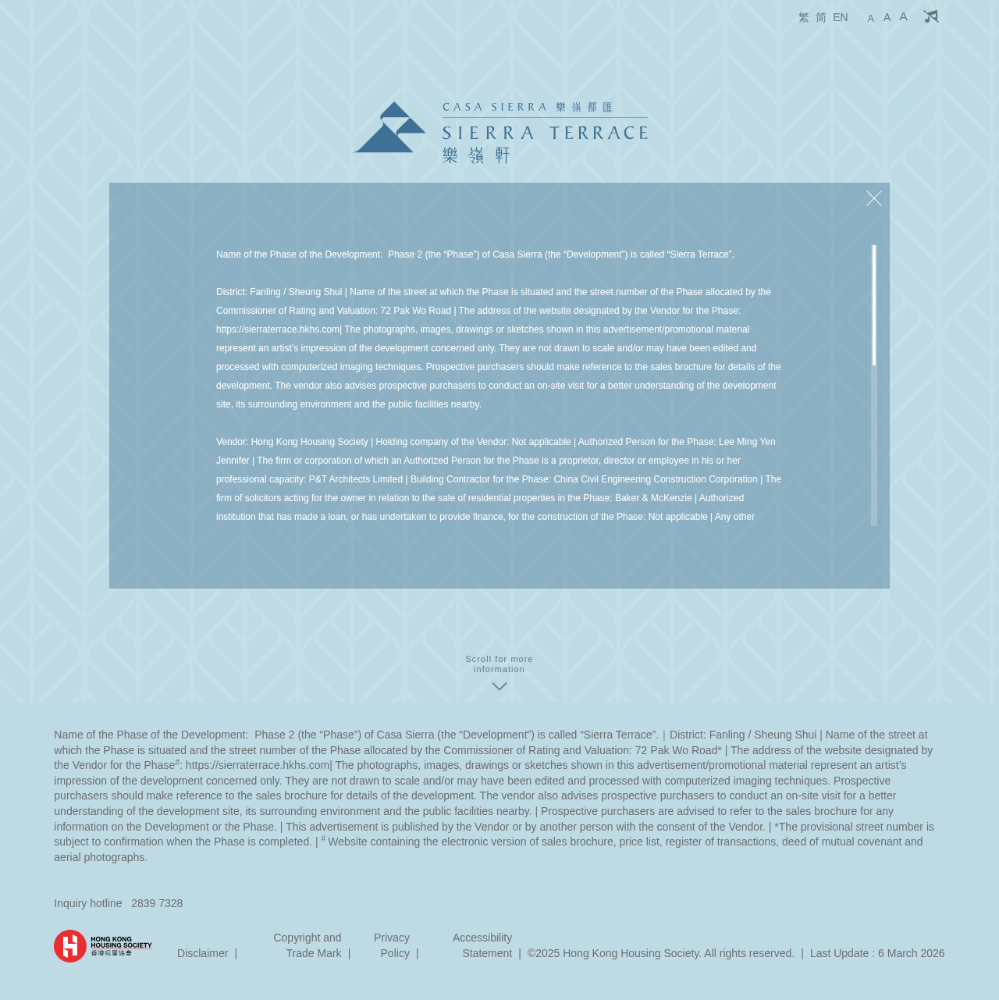 繁 简 EN A A A
CASA SIERRA 樂嶺都匯
SIERRA TERRACE
樂嶺軒
Name of the Phase of the Development:  Phase 2 (the “Phase”) of Casa Sierra (the “Development”) is called “Sierra Terrace”.
District: Fanling / Sheung Shui | Name of the street at which the Phase is situated and the street number of the Phase allocated by the
Commissioner of Rating and Valuation: 72 Pak Wo Road | The address of the website designated by the Vendor for the Phase:
https://sierraterrace.hkhs.com| The photographs, images, drawings or sketches shown in this advertisement/promotional material
represent an artist’s impression of the development concerned only. They are not drawn to scale and/or may have been edited and
processed with computerized imaging techniques. Prospective purchasers should make reference to the sales brochure for details of the
development. The vendor also advises prospective purchasers to conduct an on-site visit for a better understanding of the development
site, its surrounding environment and the public facilities nearby.
Vendor: Hong Kong Housing Society | Holding company of the Vendor: Not applicable | Authorized Person for the Phase: Lee Ming Yen
Jennifer | The firm or corporation of which an Authorized Person for the Phase is a proprietor, director or employee in his or her
professional capacity: P&T Architects Limited | Building Contractor for the Phase: China Civil Engineering Construction Corporation | The
firm of solicitors acting for the owner in relation to the sale of residential properties in the Phase: Baker & McKenzie | Authorized
institution that has made a loan, or has undertaken to provide finance, for the construction of the Phase: Not applicable | Any other
Scroll for more
information
Name of the Phase of the Development:  Phase 2 (the “Phase”) of Casa Sierra (the “Development”) is called “Sierra Terrace”.｜District: Fanling / Sheung Shui | Name of the street at
which the Phase is situated and the street number of the Phase allocated by the Commissioner of Rating and Valuation: 72 Pak Wo Road* | The address of the website designated by
the Vendor for the Phase#: https://sierraterrace.hkhs.com| The photographs, images, drawings or sketches shown in this advertisement/promotional material represent an artist’s
impression of the development concerned only. They are not drawn to scale and/or may have been edited and processed with computerized imaging techniques. Prospective
purchasers should make reference to the sales brochure for details of the development. The vendor also advises prospective purchasers to conduct an on-site visit for a better
understanding of the development site, its surrounding environment and the public facilities nearby. | Prospective purchasers are advised to refer to the sales brochure for any
information on the Development or the Phase. | This advertisement is published by the Vendor or by another person with the consent of the Vendor. | *The provisional street number is
subject to confirmation when the Phase is completed. | # Website containing the electronic version of sales brochure, price list, register of transactions, deed of mutual covenant and
aerial photographs.
Inquiry hotline   2839 7328
HONG KONG
HOUSING SOCIETY
香港房屋協會
Disclaimer |
Copyright and
Trade Mark |
Privacy
Policy |
Accessibility
Statement | ©2025 Hong Kong Housing Society. All rights reserved. | Last Update : 6 March 2026